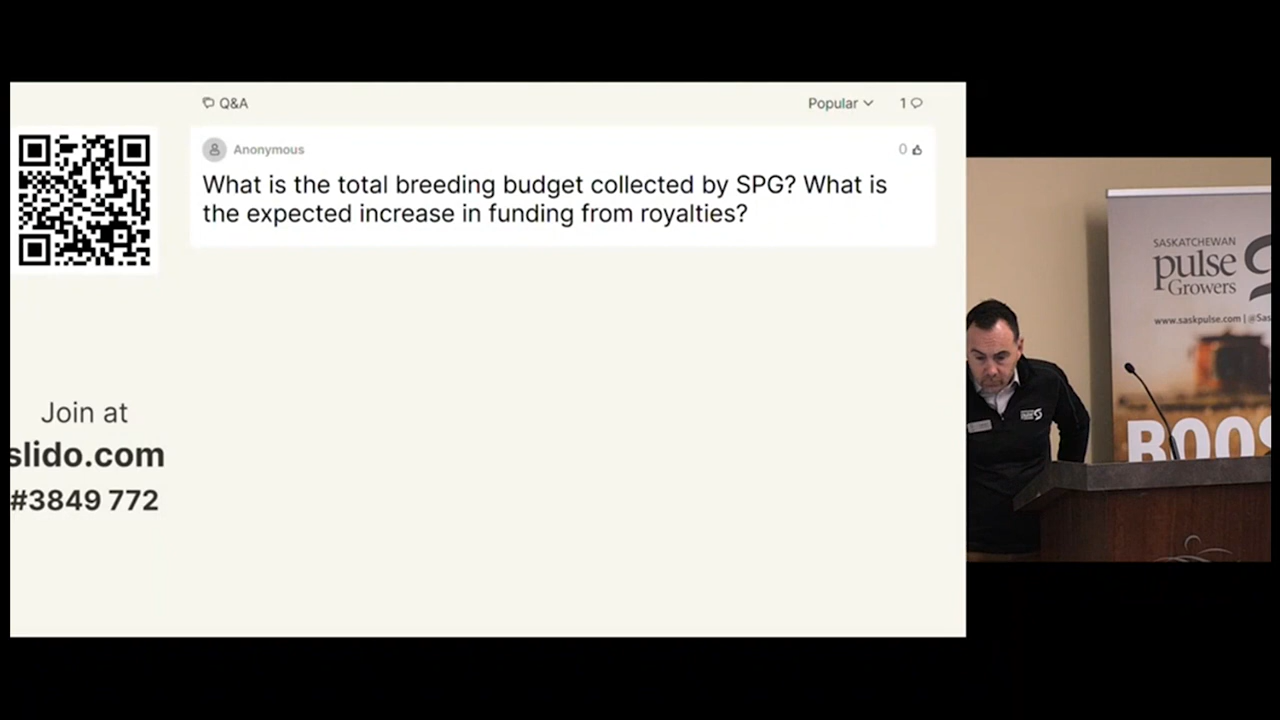 Q&A
Popular
1
Anonymous
0
What is the total breeding budget collected by SPG? What is
the expected increase in funding from royalties?
Join at
slido.com
#3849 772
SASKATCHEWAN
pulse
Growers
www.saskpulse.com | @Sas
BOOS